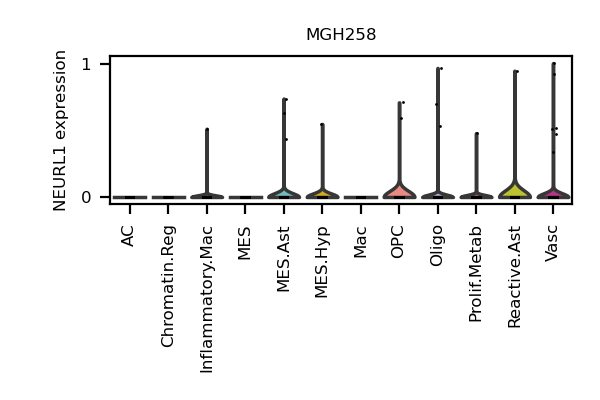 MGH258
NEURL1 expression
1
0
AC
Chromatin.Reg
Inflammatory.Mac
MES
MES.Ast
MES.Hyp
Mac
OPC
Oligo
Prolif.Metab
Reactive.Ast
Vasc